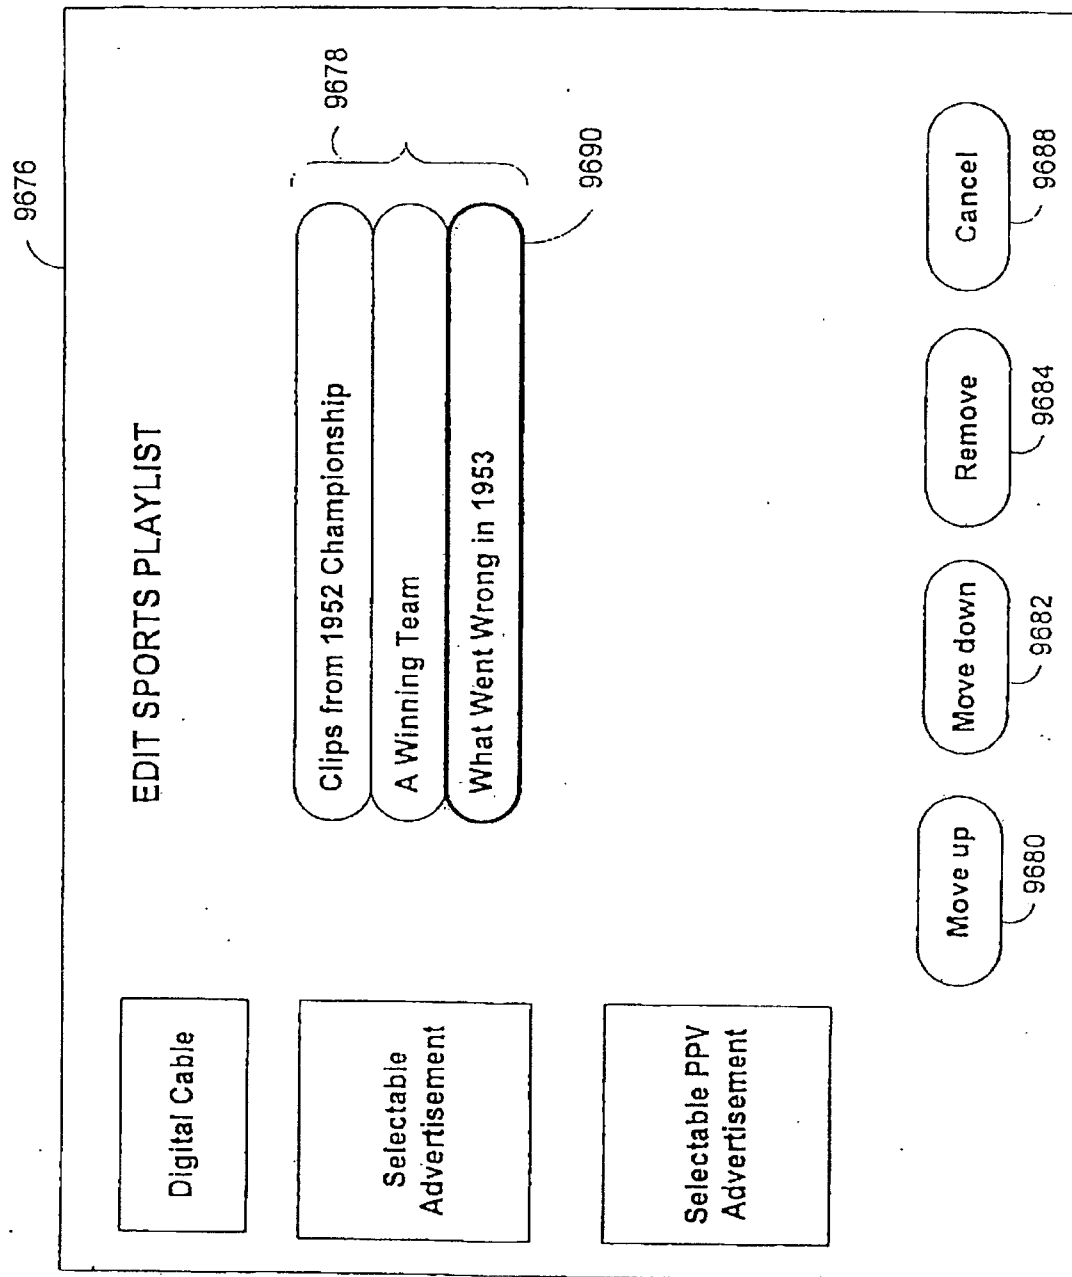 9676
EDIT SPORTS PLAYLIST
Digital Cable
Selectable
Advertisement
Selectable PPV
Advertisement
9678
Clips from 1952 Championship
A Winning Team
What Went Wrong in 1953
9690
Move up
Move down
Remove
Cancel
9680
9682
9684
9688